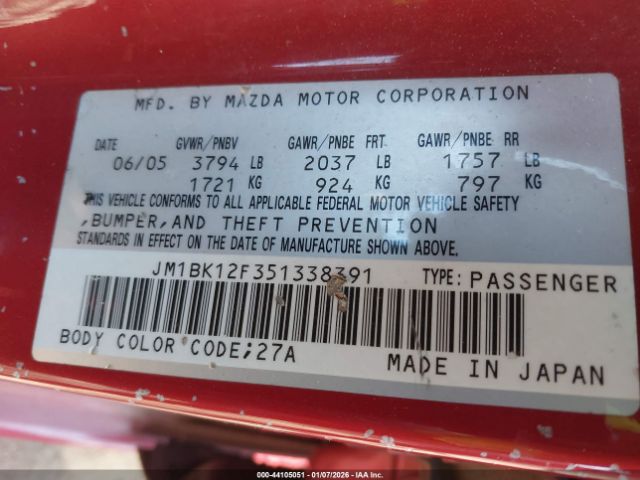 MFD. BY MAZDA MOTOR CORPORATION
DATE GVWR/PNBV GAWR/PNBE FRT. GAWR/PNBE RR
06/05 3794 LB 2037 LB 1757 LB
1721 KG 924 KG 797 KG
THIS VEHICLE CONFORMS TO ALL APPLICABLE FEDERAL MOTOR VEHICLE SAFETY
,BUMPER,AND THEFT PREVENTION
STANDARDS IN EFFECT ON THE DATE OF MANUFACTURE SHOWN ABOVE.
JM1BK12F351338391 TYPE: PASSENGER
BODY COLOR CODE;27A
MADE IN JAPAN
000-44105051 - 01/07/2026 - IAAI.COM